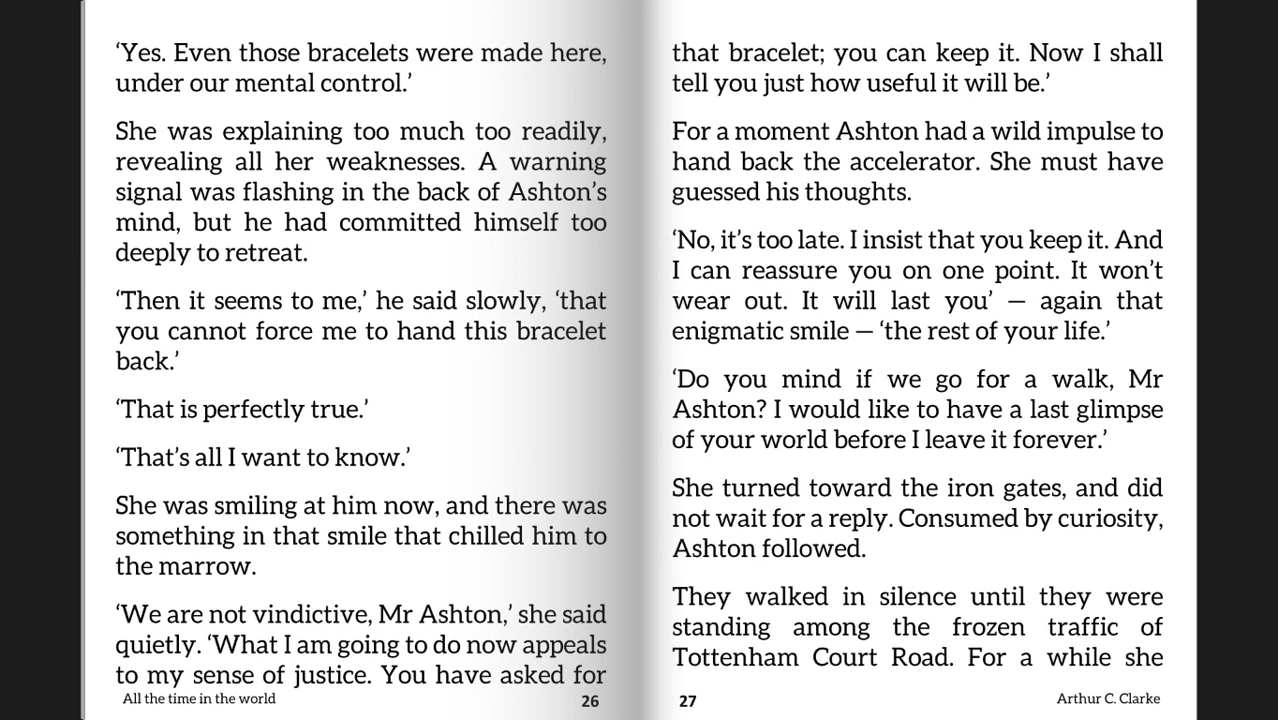 ‘Yes. Even those bracelets were made here,
under our mental control.’
She was explaining too much too readily,
revealing all her weaknesses. A warning
signal was flashing in the back of Ashton’s
mind, but he had committed himself too
deeply to retreat.
‘Then it seems to me,’ he said slowly, ‘that
you cannot force me to hand this bracelet
back.’
‘That is perfectly true.’
‘That’s all I want to know.’
She was smiling at him now, and there was
something in that smile that chilled him to
the marrow.
‘We are not vindictive, Mr Ashton,’ she said
quietly. ‘What I am going to do now appeals
to my sense of justice. You have asked for
All the time in the world
26
that bracelet; you can keep it. Now I shall
tell you just how useful it will be.’
For a moment Ashton had a wild impulse to
hand back the accelerator. She must have
guessed his thoughts.
‘No, it’s too late. I insist that you keep it. And
I can reassure you on one point. It won’t
wear out. It will last you’ — again that
enigmatic smile — ‘the rest of your life.’
‘Do you mind if we go for a walk, Mr
Ashton? I would like to have a last glimpse
of your world before I leave it forever.’
She turned toward the iron gates, and did
not wait for a reply. Consumed by curiosity,
Ashton followed.
They walked in silence until they were
standing among the frozen traffic of
Tottenham Court Road. For a while she
27
Arthur C. Clarke